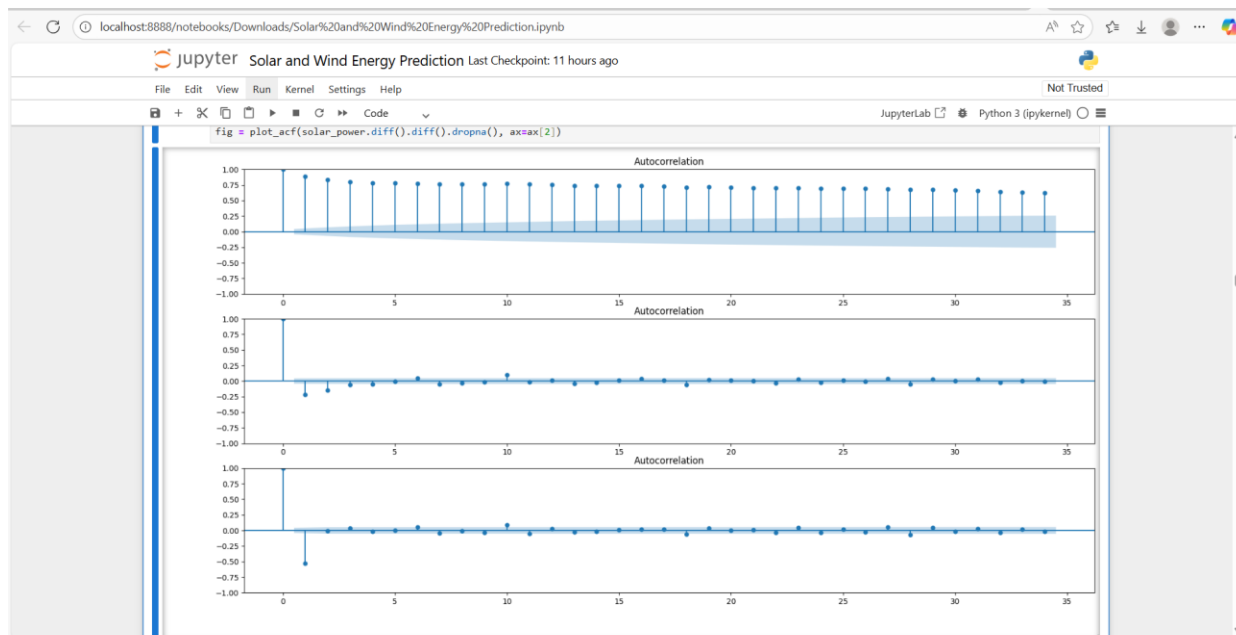 localhost:8888/notebooks/Downloads/Solar%20and%20Wind%20Energy%20Prediction.ipynb
jupyter Solar and Wind Energy Prediction Last Checkpoint: 11 hours ago
File Edit View Run Kernel Settings Help Not Trusted
Code JupyterLab Python 3 (ipykernel)
fig = plot_acf(solar_power.diff().diff().dropna(), ax=ax[2])
Autocorrelation
1.00
0.75
0.50
0.25
0.00
−0.25
−0.50
−0.75
−1.00
0 5 10 15 20 25 30 35
Autocorrelation
1.00
0.75
0.50
0.25
0.00
−0.25
−0.50
−0.75
−1.00
0 5 10 15 20 25 30 35
Autocorrelation
1.00
0.75
0.50
0.25
0.00
−0.25
−0.50
−0.75
−1.00
0 5 10 15 20 25 30 35